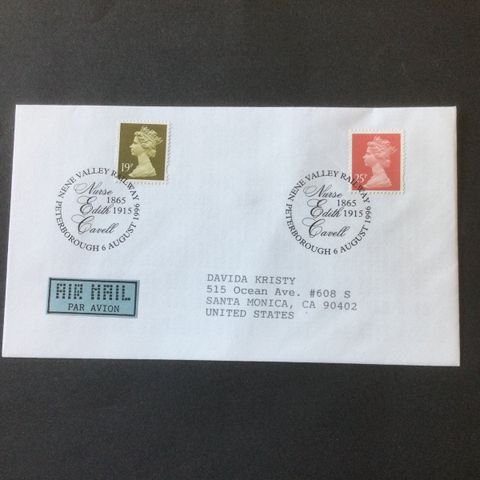 19P
25P
NENE VALLEY RAILWAY
Nurse
1865
Edith 1915
Cavell
PETERBOROUGH 6 AUGUST 1996
NENE VALLEY RAILWAY
Nurse
1865
Edith 1915
Cavell
PETERBOROUGH 6 AUGUST 1996
AIR MAIL
PAR AVION
DAVIDA KRISTY
515 Ocean Ave. #608 S
SANTA MONICA, CA 90402
UNITED STATES